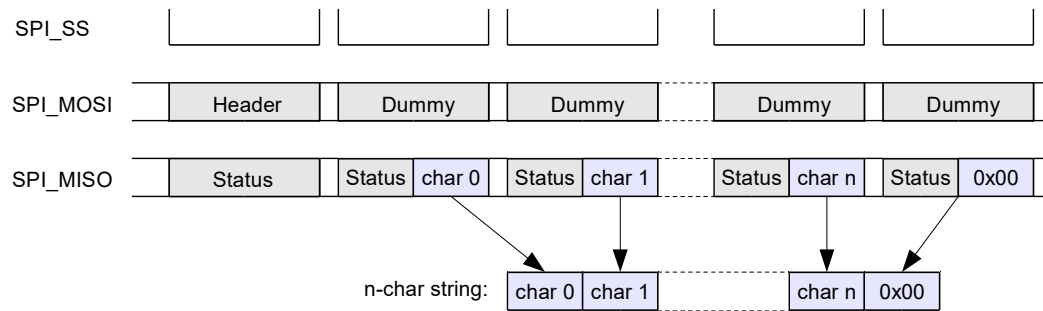 SPI_SS
SPI_MOSI Header Dummy Dummy Dummy Dummy
SPI_MISO Status Status char 0 Status char 1 Status char n Status 0x00
n-char string: char 0 char 1 char n 0x00